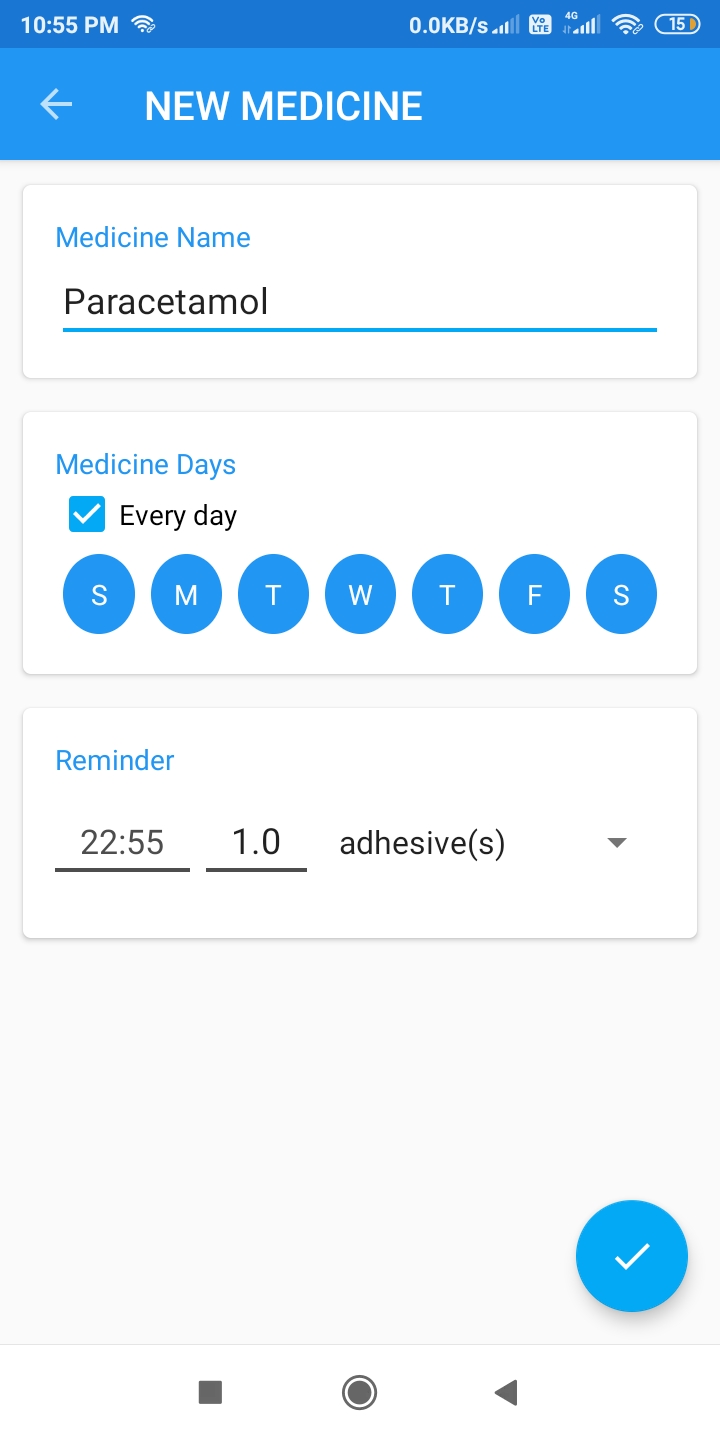 10:55 PM 0.0KB/s Vo LTE 4G 15
NEW MEDICINE
Medicine Name
Paracetamol
Medicine Days
Every day
S M T W T F S
Reminder
22:55 1.0 adhesive(s)